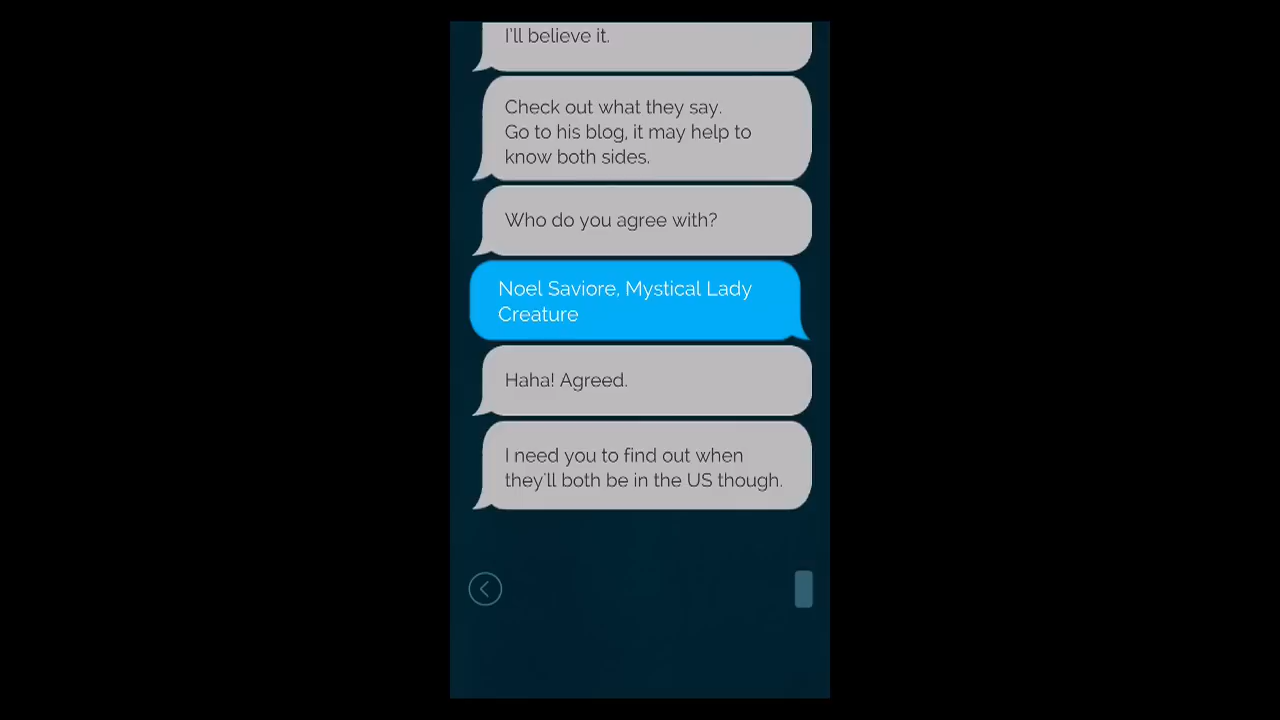 I'll believe it.
Check out what they say.
Go to his blog, it may help to
know both sides.
Who do you agree with?
Noel Saviore, Mystical Lady
Creature
Haha! Agreed.
I need you to find out when
they'll both be in the US though.